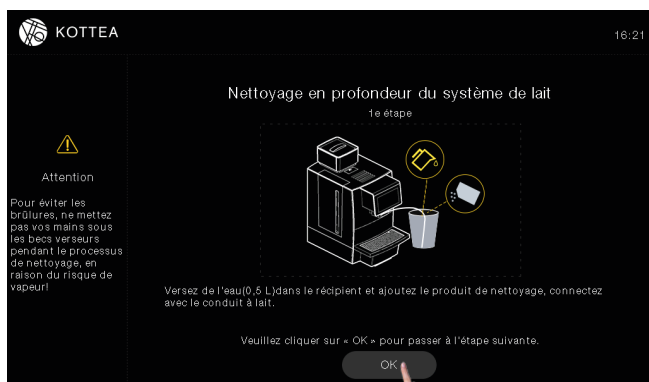 KOTTEA
16:21
Nettoyage en profondeur du système de lait
1e étape
Attention
Pour éviter les
brûlures, ne mettez
pas vos mains sous
les becs verseurs
pendant le processus
de nettoyage, en
raison du risque de
vapeur!
Versez de l'eau(0,5 L)dans le récipient et ajoutez le produit de nettoyage, connectez
avec le conduit à lait.
Veuillez cliquer sur « OK » pour passer à l'étape suivante.
OK